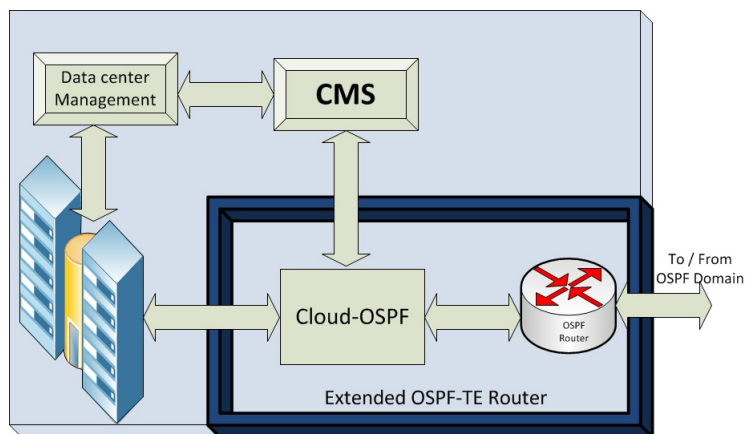 Data center
Management
CMS
To / From
OSPF Domain
Cloud-OSPF
OSPF
Router
Extended OSPF-TE Router